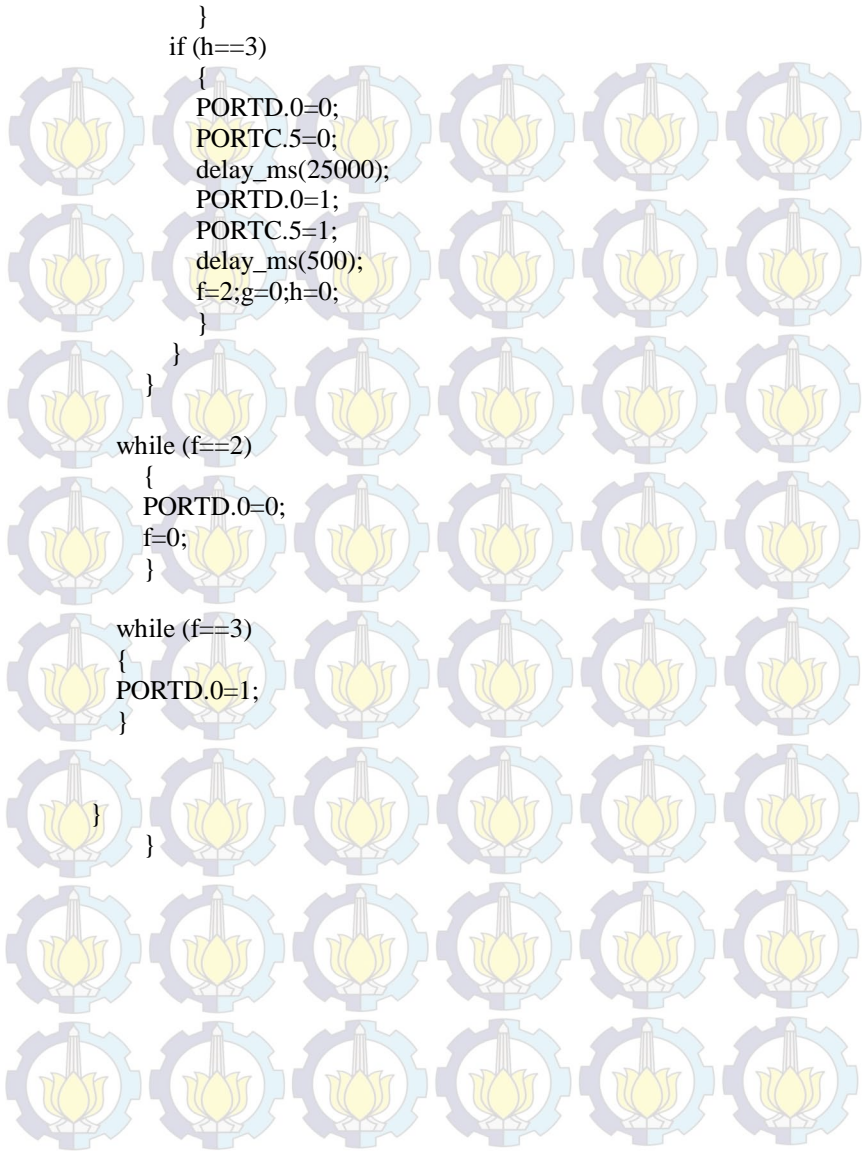 }
if (h==3)
{
PORTD.0=0;
PORTC.5=0;
delay_ms(25000);
PORTD.0=1;
PORTC.5=1;
delay_ms(500);
f=2;g=0;h=0;
}
}
}
while (f==2)
{
PORTD.0=0;
f=0;
}
while (f==3)
{
PORTD.0=1;
}
}
}